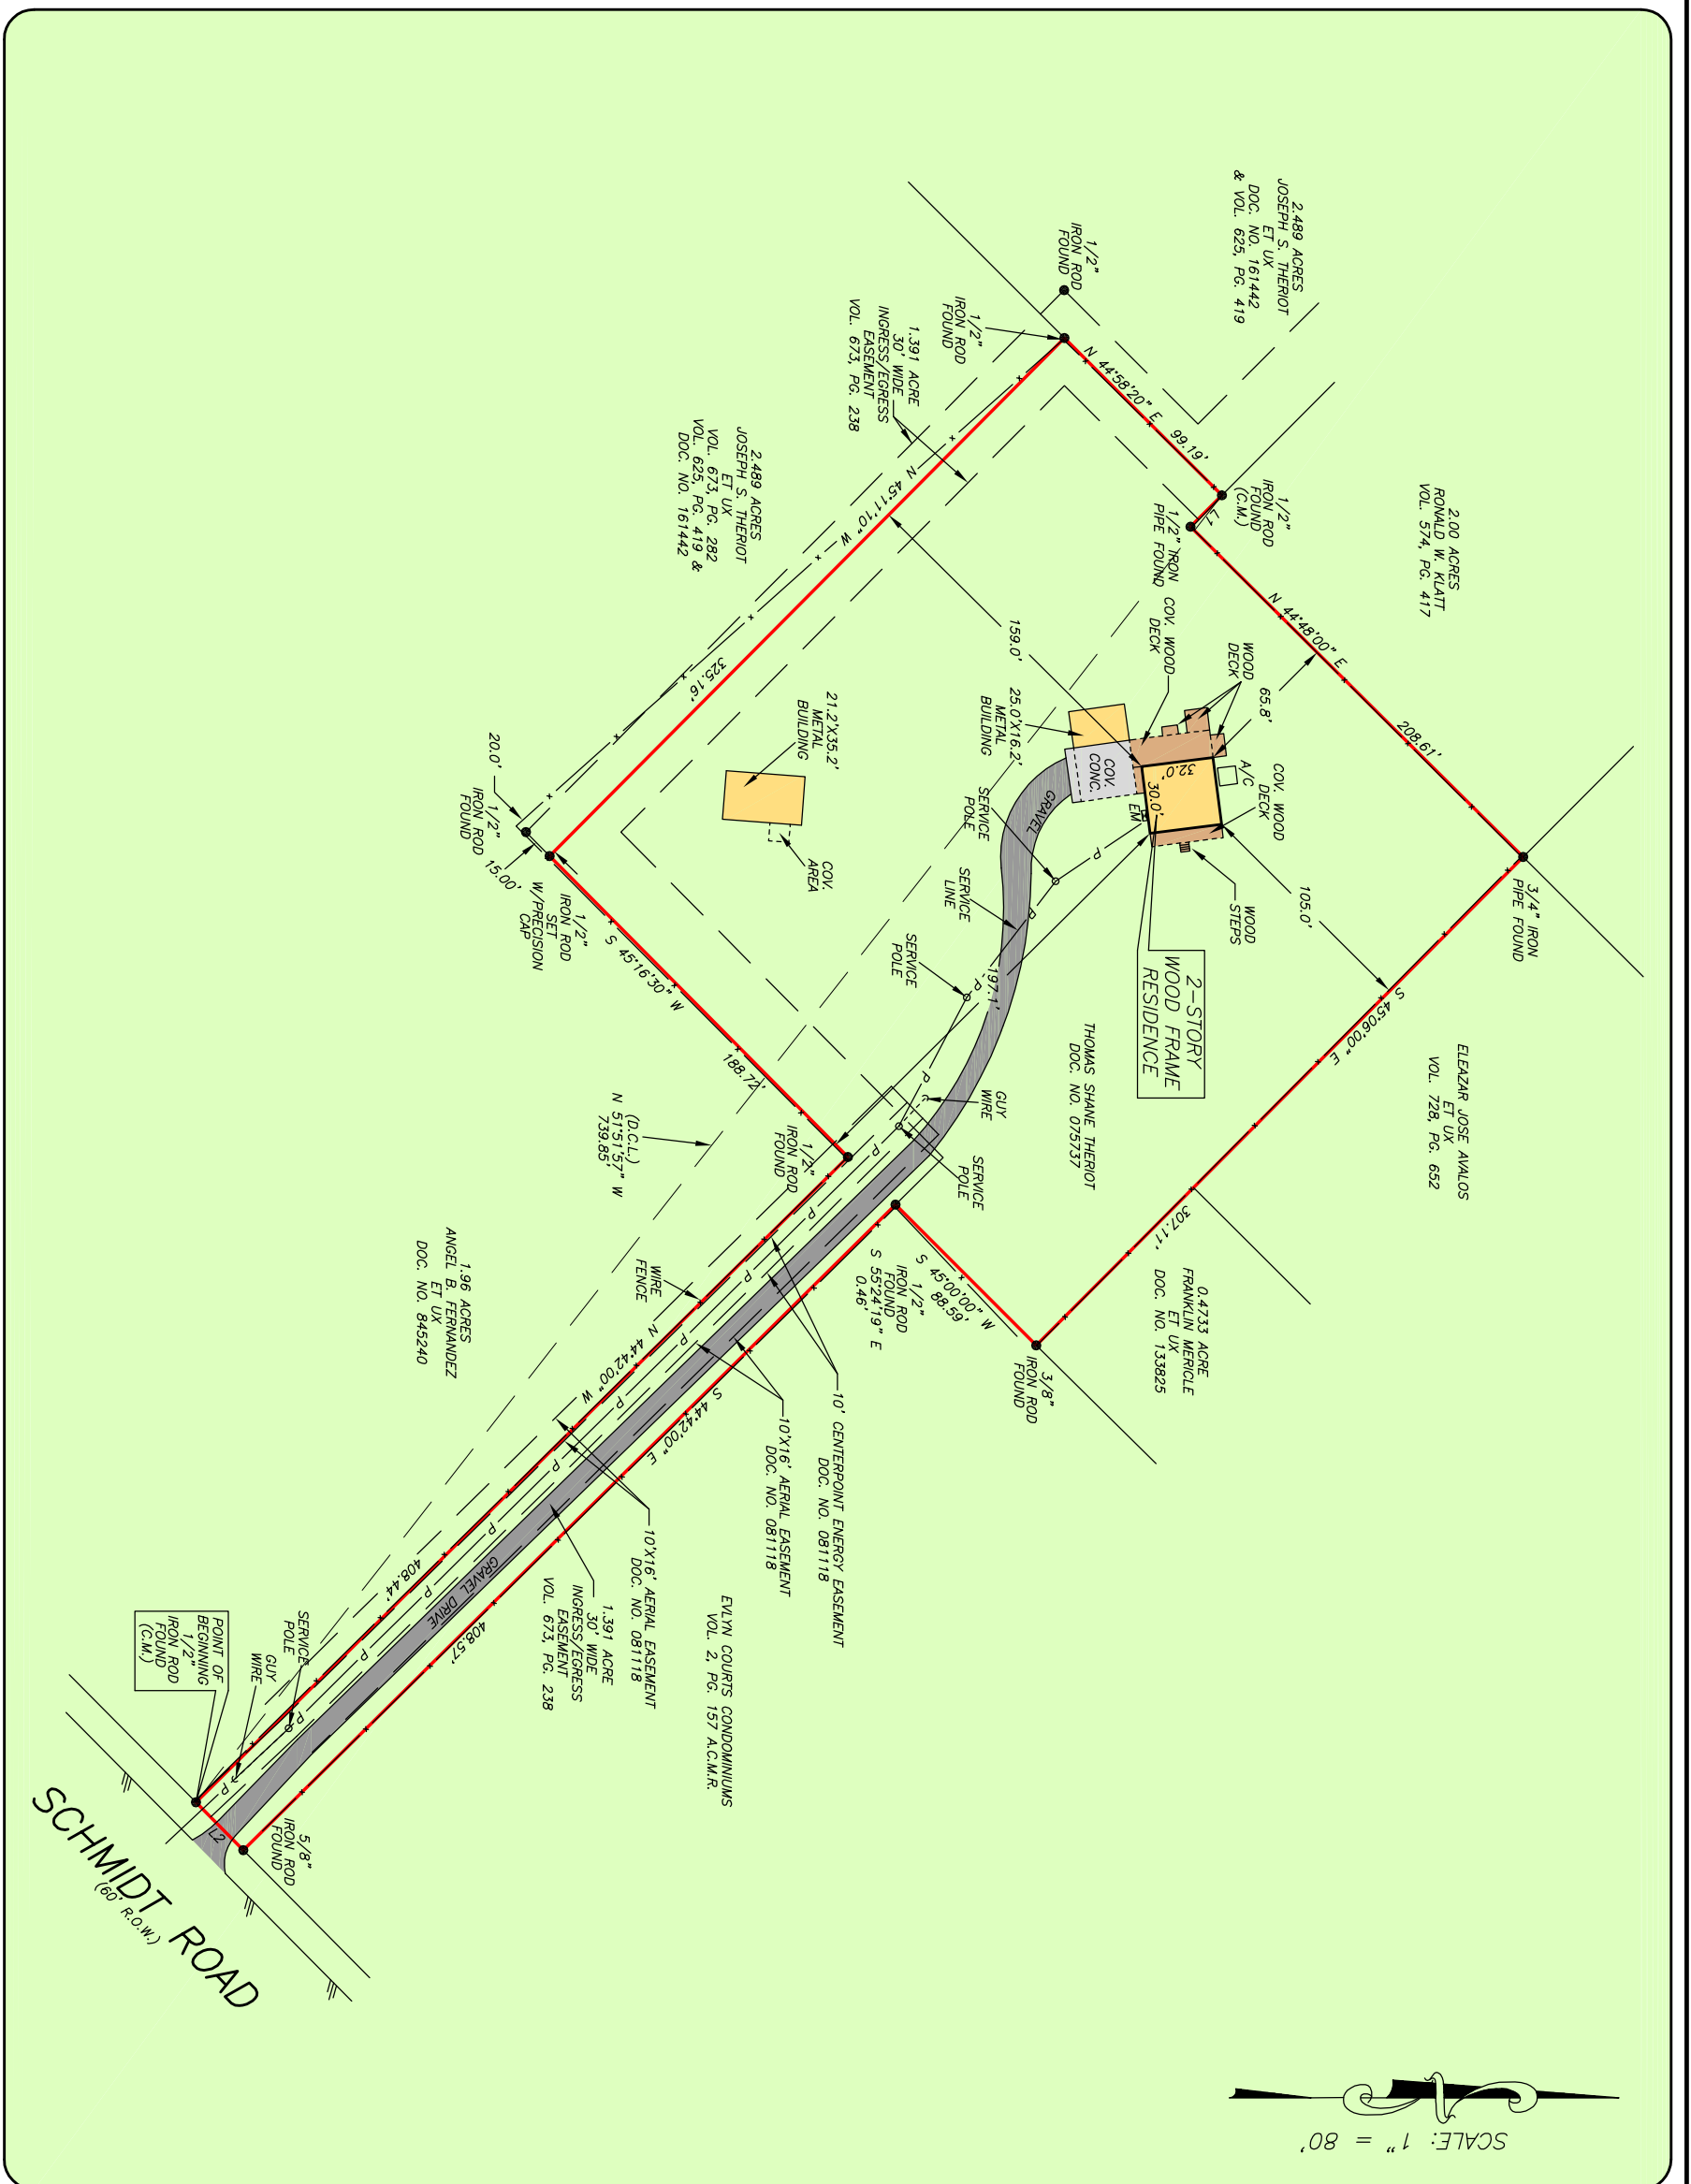 2.489 ACRES
JOSEPH S. THERIOT
ET UX
DOC. NO. 161442
& VOL. 625, PG. 419
2.00 ACRES
RONALD W. KLATT
VOL. 574, PG. 417
1/2"
IRON ROD
FOUND
1/2"
IRON ROD
FOUND
N 44°58'20" E
99.19'
1/2"
IRON ROD
FOUND
(C.M.)
L1
1/2" IRON
PIPE FOUND
N 44°48'00" E
208.61'
3/4" IRON
PIPE FOUND
1.391 ACRE
30' WIDE
INGRESS/EGRESS
EASEMENT
VOL. 673, PG. 238
2.489 ACRES
JOSEPH S. THERIOT
ET UX
VOL. 673, PG. 282
VOL. 625, PG. 419 &
DOC. NO. 161442
N 45°11'10" W
325.16'
159.0'
COV. WOOD
DECK
WOOD
DECK
65.8'
A/C
COV. WOOD
DECK
32.0'
30.0'
EM
COV.
CONC.
25.0'X16.2'
METAL
BUILDING
21.2'X35.2'
METAL
BUILDING
COV.
AREA
GRAVEL
SERVICE
POLE
P
P
SERVICE
LINE
SERVICE
POLE
P
197.1'
105.0'
WOOD
STEPS
2-STORY
WOOD FRAME
RESIDENCE
S 45°06'00" E
307.11'
ELEAZAR JOSE AVALOS
ET UX
VOL. 728, PG. 652
THOMAS SHANE THERIOT
DOC. NO. 075737
20.0'
1/2"
IRON ROD
FOUND
15.00'
1/2"
IRON ROD
SET
W/PRECISION
CAP
S 45°16'30" W
188.72'
1/2"
IRON ROD
FOUND
(D.C.L.)
N 51°51'57" W
739.85'
P
GUY
WIRE
SERVICE
POLE
0.4733 ACRE
FRANKLIN MERICLE
ET UX
DOC. NO. 133825
3/8"
IRON ROD
FOUND
S 45°00'00" W
88.59'
1/2"
IRON ROD
FOUND
S 55°24'19" E
0.46'
WIRE
FENCE
1.96 ACRES
ANGEL B. FERNANDEZ
ET UX
DOC. NO. 845240
P
P
P
P
P
P
P
P
P
P
P
N 44°42'00" W
408.44'
S 44°42'00" E
408.57'
10' CENTERPOINT ENERGY EASEMENT
DOC. NO. 081118
10'X16' AERIAL EASEMENT
DOC. NO. 081118
10'X16' AERIAL EASEMENT
DOC. NO. 081118
1.391 ACRE
30' WIDE
INGRESS/EGRESS
EASEMENT
VOL. 673, PG. 238
EVLYN COURTS CONDOMINIUMS
VOL. 2, PG. 157 A.C.M.R.
GRAVEL DRIVE
SERVICE
POLE
GUY
WIRE
POINT OF
BEGINNING
1/2"
IRON ROD
FOUND
(C.M.)
L2
5/8"
IRON ROD
FOUND
SCHMIDT ROAD
(60' R.O.W.)
N
SCALE: 1" = 80'